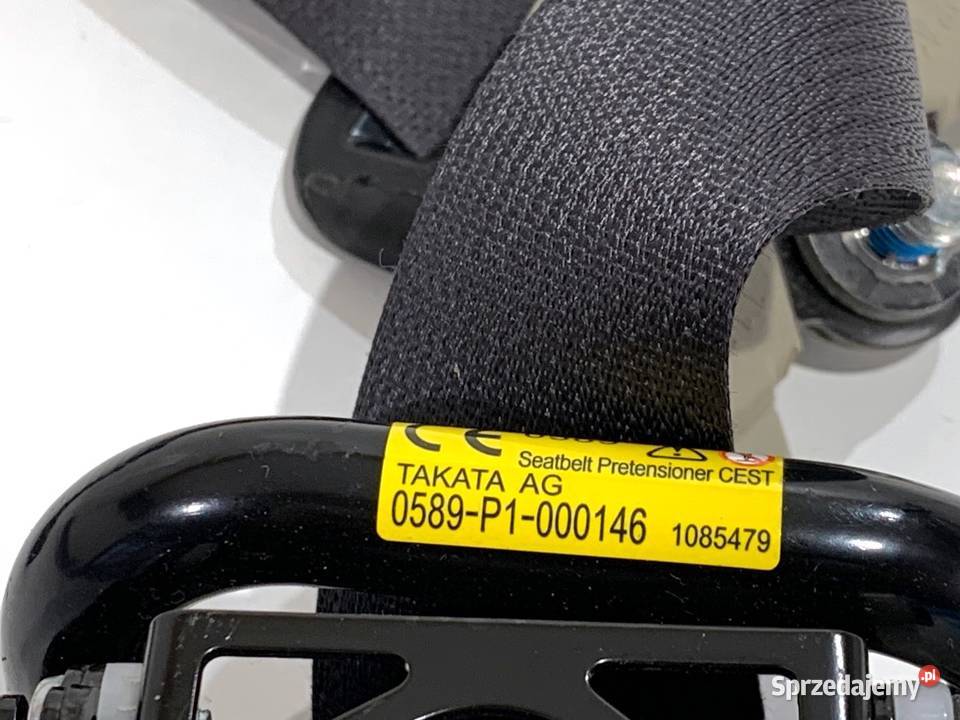 CE
Seatbelt Pretensioner CEST
TAKATA AG
0589-P1-000146 1085479
Sprzedajemy.pl